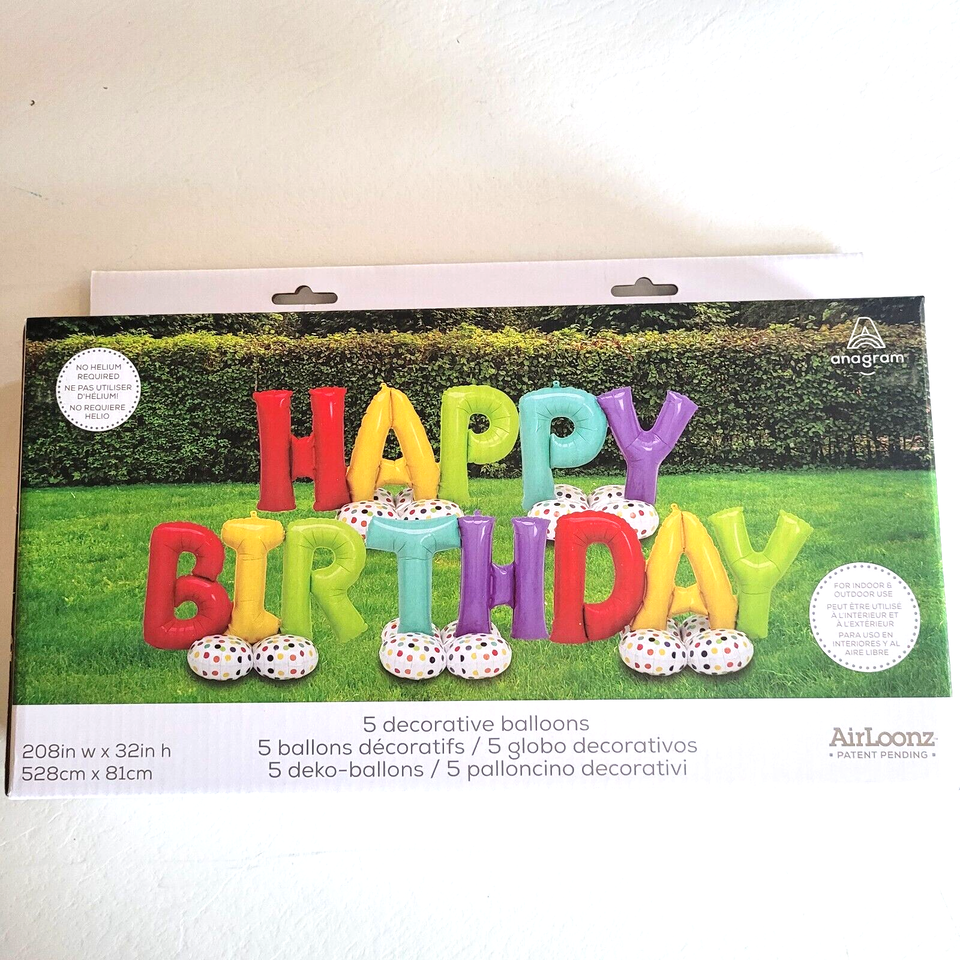 NO HELIUM
REQUIRED
NE PAS UTILISER
D'HÉLIUM!
NO REQUIERE
HELIO
anagram
HAPPY
BIRTHDAY
FOR INDOOR &
OUTDOOR USE
PEUT ÊTRE UTILISÉ
À L'INTÉRIEUR ET
À L'EXTÉRIEUR
PARA USO EN
INTERIORES Y AL
AIRE LIBRE
208in w x 32in h
528cm x 81cm
5 decorative balloons
5 ballons décoratifs / 5 globo decorativos
5 deko-ballons / 5 palloncino decorativi
AirLoonz
• PATENT PENDING •